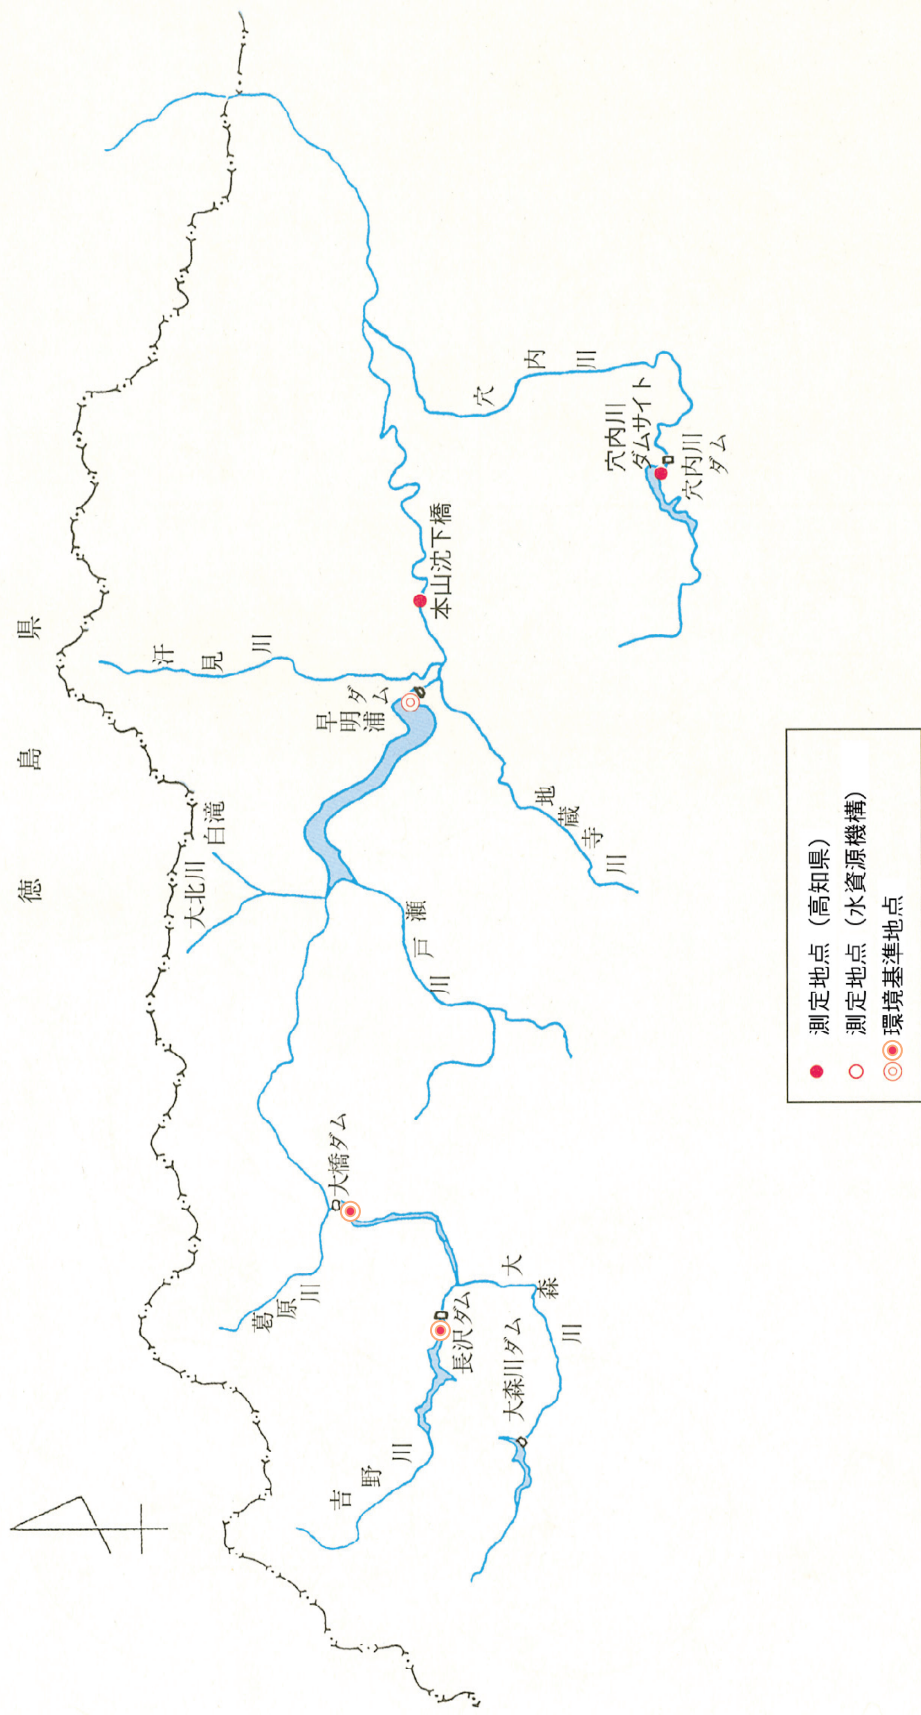 徳島県
吉野川
長沢ダム
大森川ダム
大森川
葛原川
大橋ダム
大北川
白滝
瀬戸川
早明浦
ダム
汗見川
地蔵寺川
本山沈下橋
穴内川
穴内川
ダムサイト
穴内川
ダム
測定地点（高知県）
測定地点（水資源機構）
環境基準地点